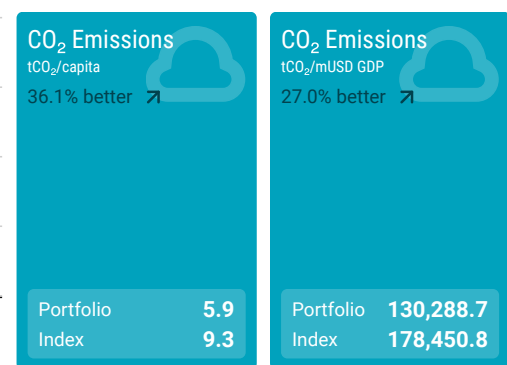 CO₂ Emissions
tCO₂/capita
36.1% better
Portfolio 5.9
Index 9.3
CO₂ Emissions
tCO₂/mUSD GDP
27.0% better
Portfolio 130,288.7
Index 178,450.8